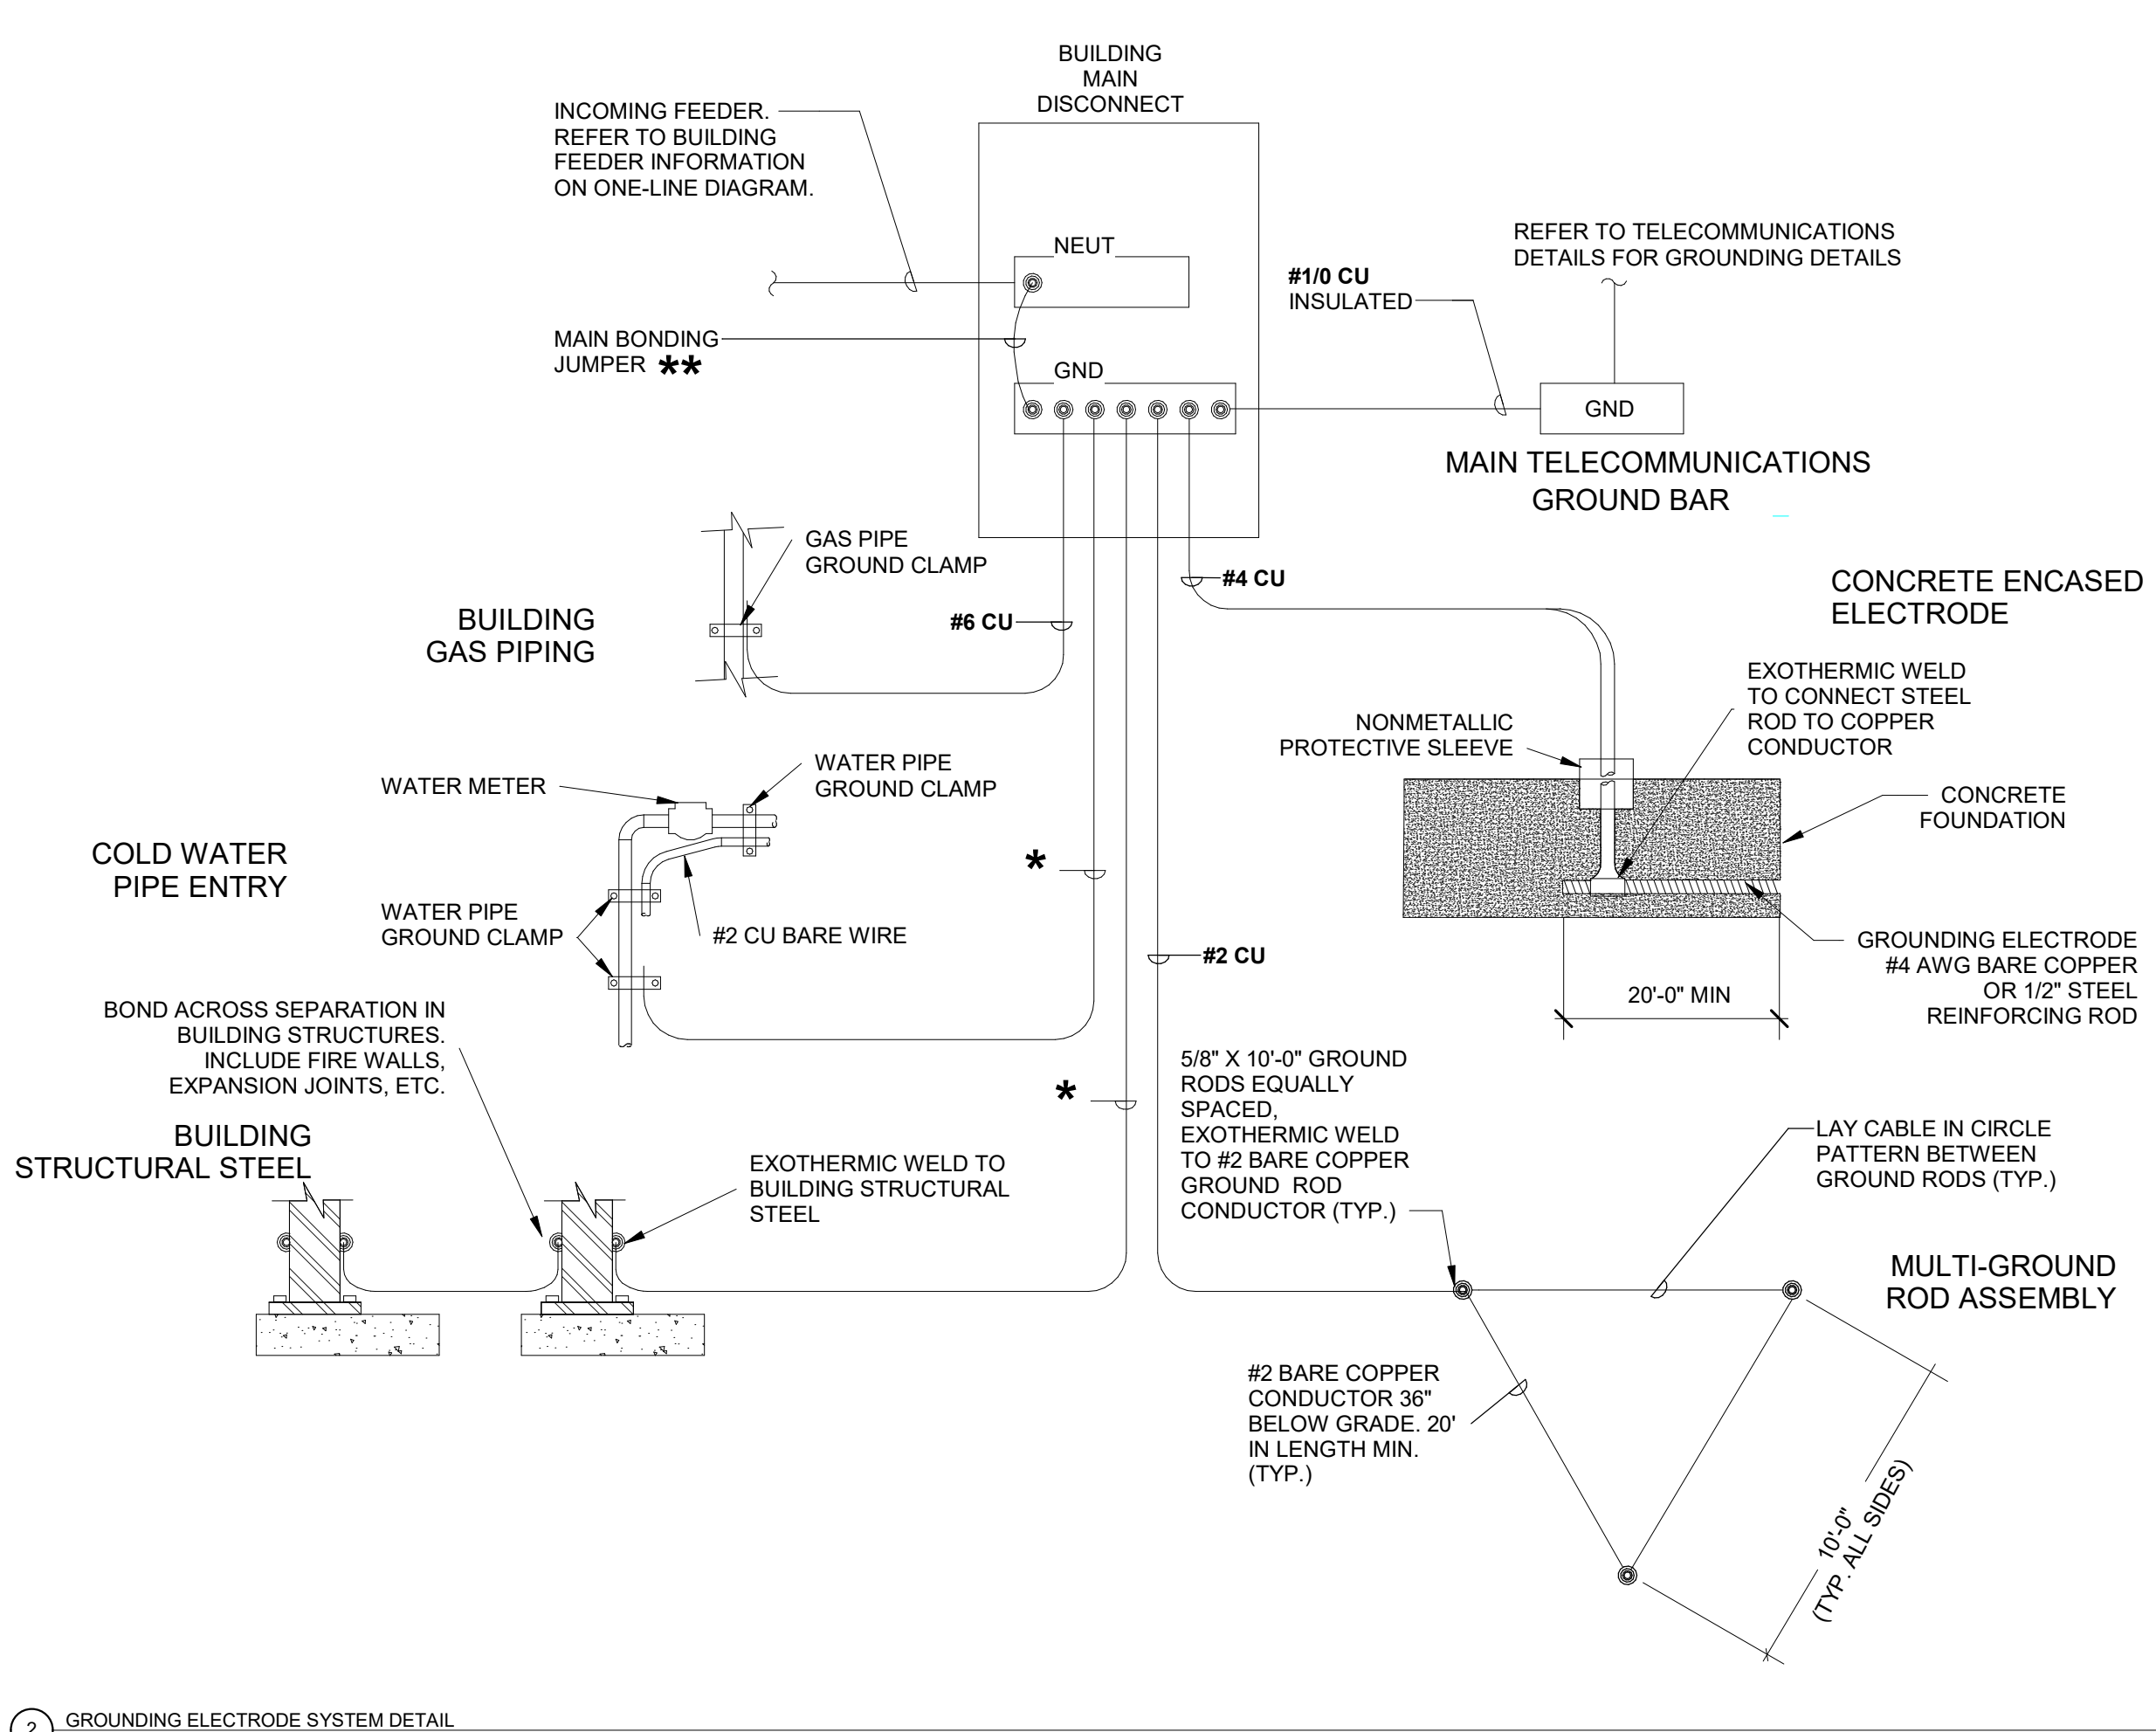 BUILDING
MAIN
DISCONNECT
INCOMING FEEDER.
REFER TO BUILDING
FEEDER INFORMATION
ON ONE-LINE DIAGRAM.
NEUT
REFER TO TELECOMMUNICATIONS
DETAILS FOR GROUNDING DETAILS
#1/0 CU
INSULATED
MAIN BONDING
JUMPER **
GND
GND
MAIN TELECOMMUNICATIONS
GROUND BAR
GAS PIPE
GROUND CLAMP
#4 CU
CONCRETE ENCASED
ELECTRODE
BUILDING
GAS PIPING
#6 CU
EXOTHERMIC WELD
TO CONNECT STEEL
ROD TO COPPER
CONDUCTOR
NONMETALLIC
PROTECTIVE SLEEVE
WATER METER
WATER PIPE
GROUND CLAMP
CONCRETE
FOUNDATION
COLD WATER
PIPE ENTRY
*
WATER PIPE
GROUND CLAMP
#2 CU BARE WIRE
#2 CU
GROUNDING ELECTRODE
#4 AWG BARE COPPER
OR 1/2" STEEL
REINFORCING ROD
20'-0" MIN
BOND ACROSS SEPARATION IN
BUILDING STRUCTURES.
INCLUDE FIRE WALLS,
EXPANSION JOINTS, ETC.
*
5/8" X 10'-0" GROUND
RODS EQUALLY
SPACED,
EXOTHERMIC WELD
TO #2 BARE COPPER
GROUND ROD
CONDUCTOR (TYP.)
BUILDING
STRUCTURAL STEEL
EXOTHERMIC WELD TO
BUILDING STRUCTURAL
STEEL
LAY CABLE IN CIRCLE
PATTERN BETWEEN
GROUND RODS (TYP.)
MULTI-GROUND
ROD ASSEMBLY
#2 BARE COPPER
CONDUCTOR 36"
BELOW GRADE. 20'
IN LENGTH MIN.
(TYP.)
10'-0"
(TYP. ALL SIDES)
2
GROUNDING ELECTRODE SYSTEM DETAIL